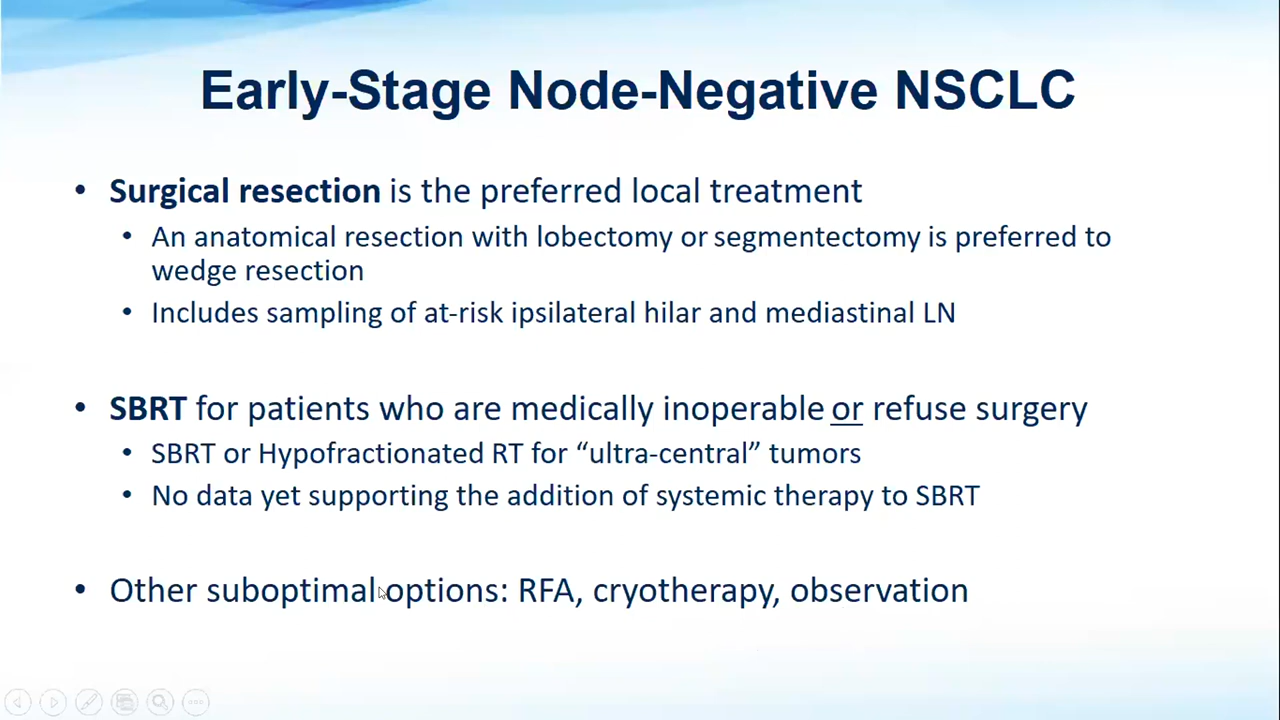 Early-Stage Node-Negative NSCLC
• Surgical resection is the preferred local treatment
• An anatomical resection with lobectomy or segmentectomy is preferred to
wedge resection
• Includes sampling of at-risk ipsilateral hilar and mediastinal LN
• SBRT for patients who are medically inoperable or refuse surgery
• SBRT or Hypofractionated RT for “ultra-central” tumors
• No data yet supporting the addition of systemic therapy to SBRT
• Other suboptimal options: RFA, cryotherapy, observation